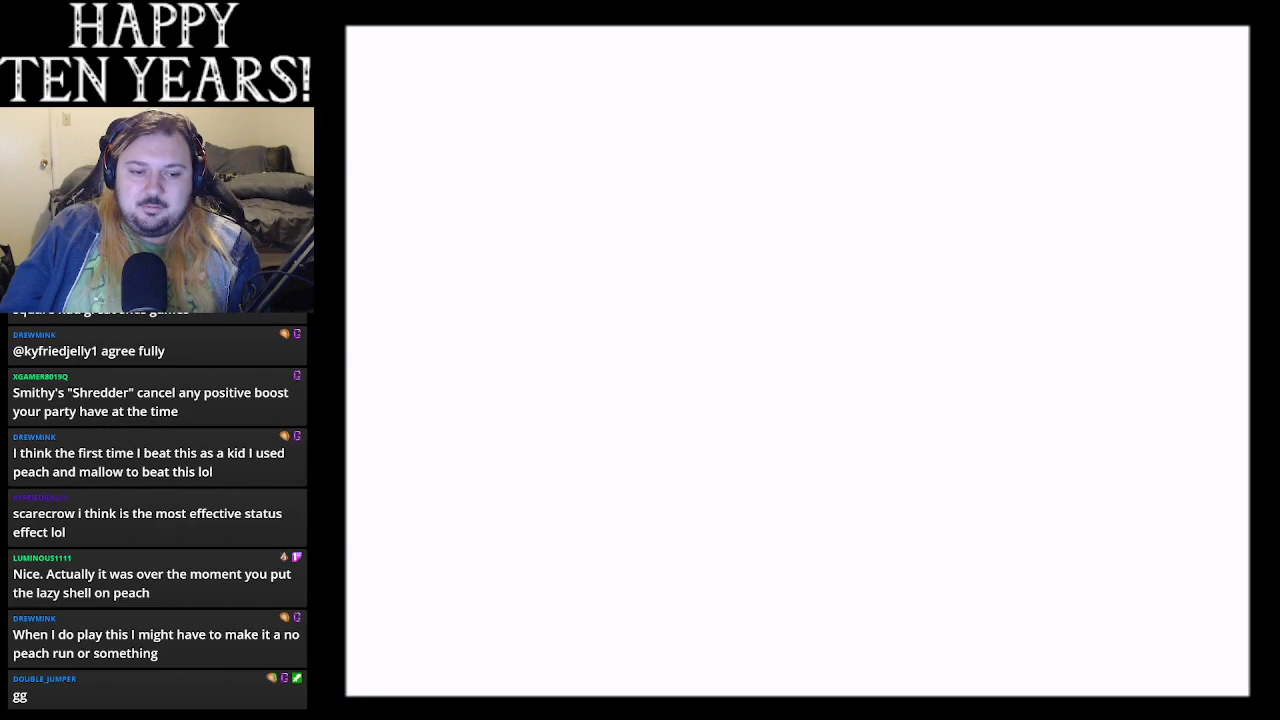 HAPPY
TEN YEARS!
DREWMINK
@kyfriedjelly1 agree fully
XGAMER8019Q
Smithy's "Shredder" cancel any positive boost
your party have at the time
DREWMINK
I think the first time I beat this as a kid I used
peach and mallow to beat this lol
scarecrow i think is the most effective status
effect lol
LUMINOUS1111
Nice. Actually it was over the moment you put
the lazy shell on peach
DREWMINK
When I do play this I might have to make it a no
peach run or something
DOUBLE_JUMPER
gg